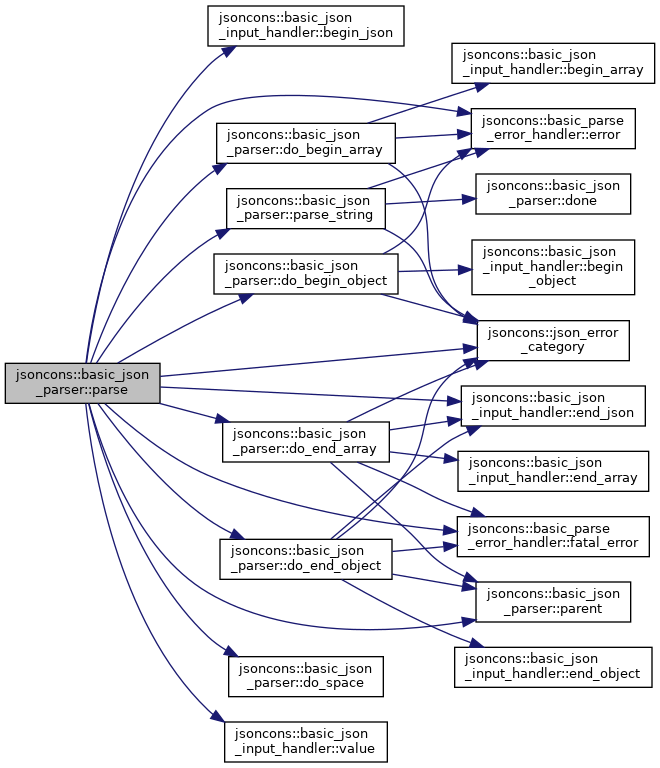 jsoncons::basic_json
_input_handler::begin_json
jsoncons::basic_json
_input_handler::begin_array
jsoncons::basic_parse
_error_handler::error
jsoncons::basic_json
_parser::do_begin_array
jsoncons::basic_json
_parser::done
jsoncons::basic_json
_parser::parse_string
jsoncons::basic_json
_input_handler::begin
_object
jsoncons::basic_json
_parser::do_begin_object
jsoncons::json_error
_category
jsoncons::basic_json
_parser::parse
jsoncons::basic_json
_input_handler::end_json
jsoncons::basic_json
_parser::do_end_array
jsoncons::basic_json
_input_handler::end_array
jsoncons::basic_parse
_error_handler::fatal_error
jsoncons::basic_json
_parser::do_end_object
jsoncons::basic_json
_parser::parent
jsoncons::basic_json
_input_handler::end_object
jsoncons::basic_json
_parser::do_space
jsoncons::basic_json
_input_handler::value